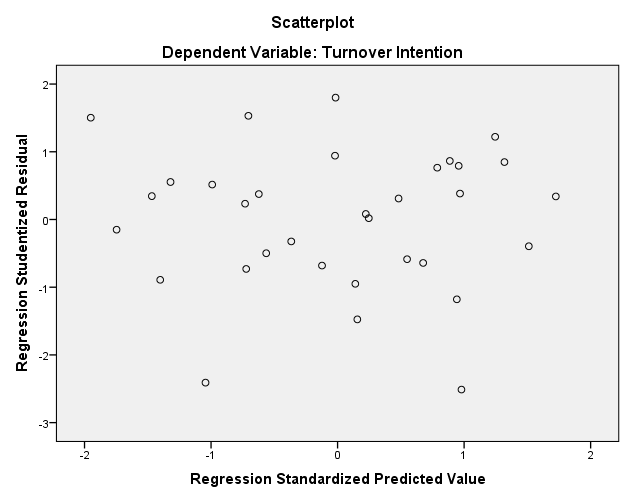 Scatterplot
Dependent Variable: Turnover Intention
Regression Studentized Residual
2
1
0
-1
-2
-3
-2
-1
0
1
2
Regression Standardized Predicted Value